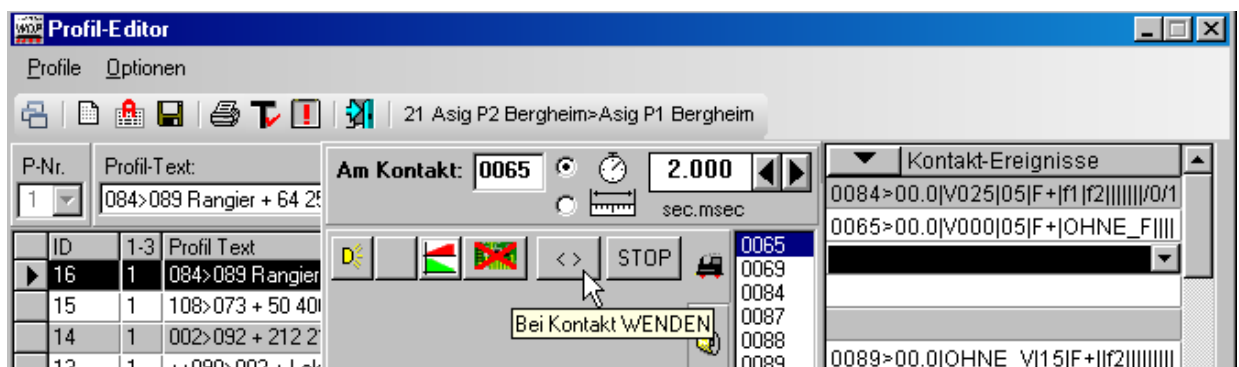 WDP Profil-Editor
Profile Optionen
21 Asig P2 Bergheim>Asig P1 Bergheim
P-Nr. Profil-Text:
1 084>089 Rangier + 64 25
Am Kontakt: 0065 2.000
sec.msec
Kontakt-Ereignisse
0084>00.0|V025|05|F+|f1|f2|||||||/0/1
0065>00.0|V000|05|F+|OHNE_F||||
ID 1-3 Profil Text
16 1 084>089 Rangier
15 1 108>073 + 50 40
14 1 002>092 + 212 2
D <> STOP
Bei Kontakt WENDEN
0065
0069
0084
0087
0088
0089
0089>00.0|OHNE_V|15|F+||f2|||||||||